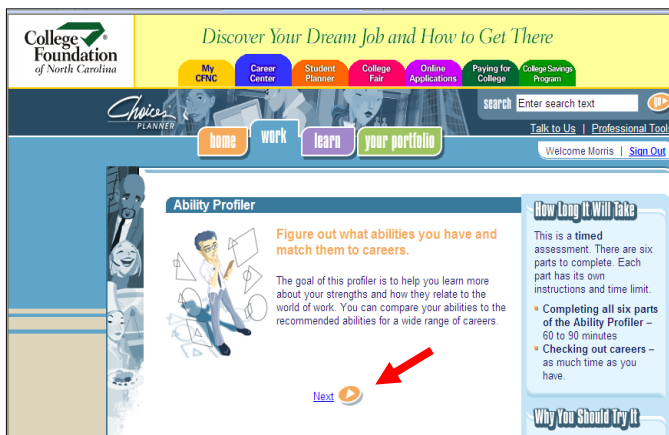 College
Foundation
of North Carolina
Discover Your Dream Job and How to Get There
My
CFNC
Career
Center
Student
Planner
College
Fair
Online
Applications
Paying for
College
College Savings
Program
Choices
PLANNER
search Enter search text go
home work learn your portfolio
Talk to Us | Professional Tool
Welcome Morris | Sign Out
Ability Profiler
Figure out what abilities you have and
match them to careers.
The goal of this profiler is to help you learn more
about your strengths and how they relate to the
world of work. You can compare your abilities to the
recommended abilities for a wide range of careers.
Next
How Long It Will Take
This is a timed
assessment. There are six
parts to complete. Each
part has its own
instructions and time limit.
Completing all six parts
of the Ability Profiler –
60 to 90 minutes
Checking out careers –
as much time as you
have.
Why You Should Try It